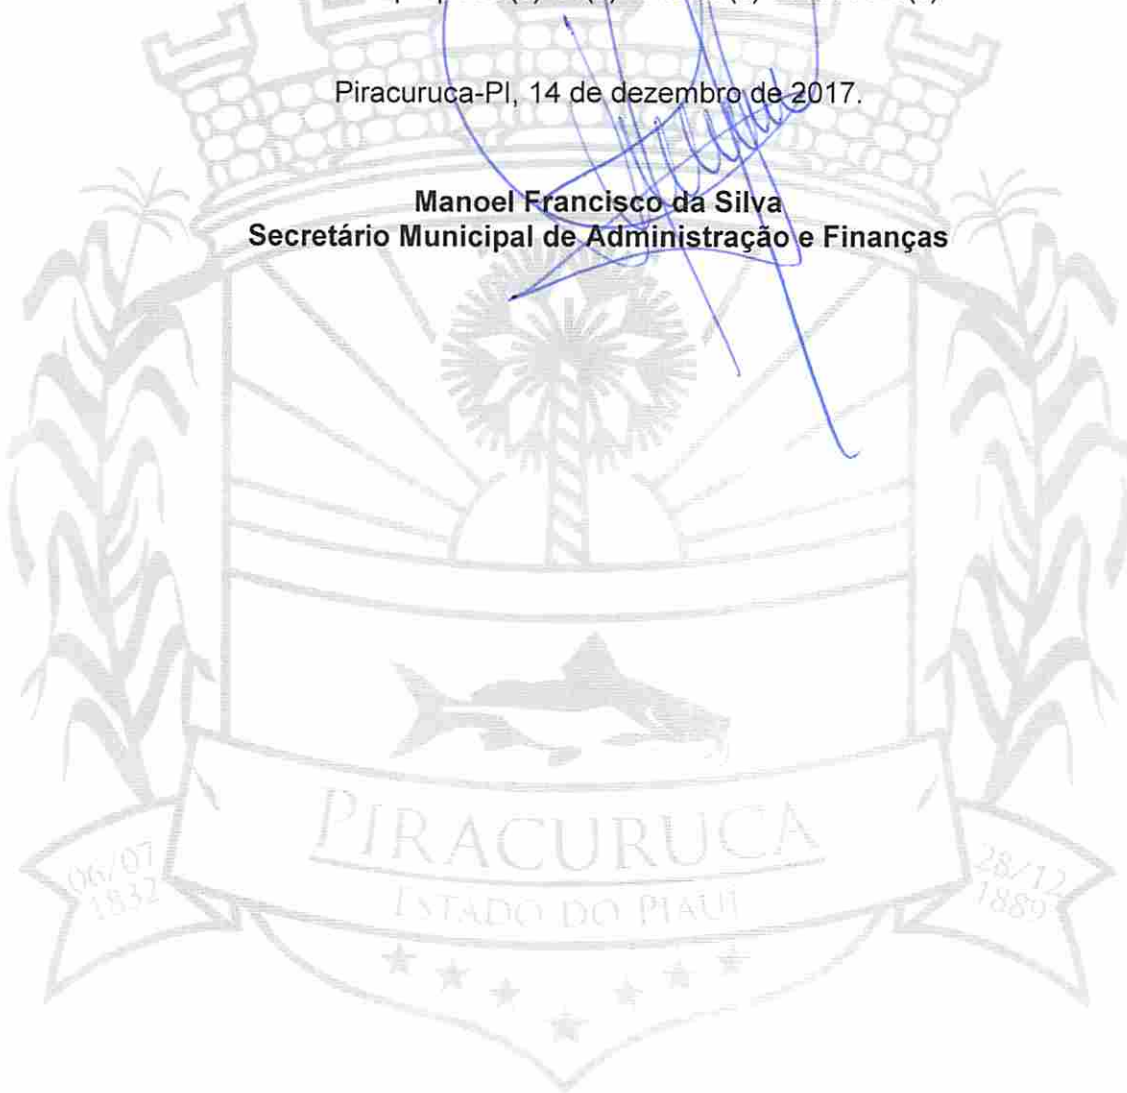 Piracuruca-PI, 14 de dezembro de 2017.
Manoel Francisco da Silva
Secretário Municipal de Administração e Finanças
PIRACURUCA
ESTADO DO PIAUI
06/07
1832
28/12
1889